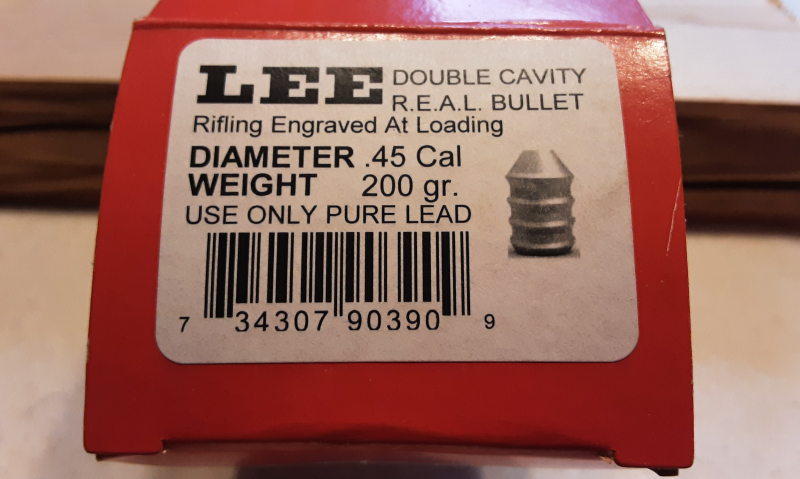 LEE DOUBLE CAVITY
R.E.A.L. BULLET
Rifling Engraved At Loading
DIAMETER .45 Cal
WEIGHT 200 gr.
USE ONLY PURE LEAD
7 34307 90390 9